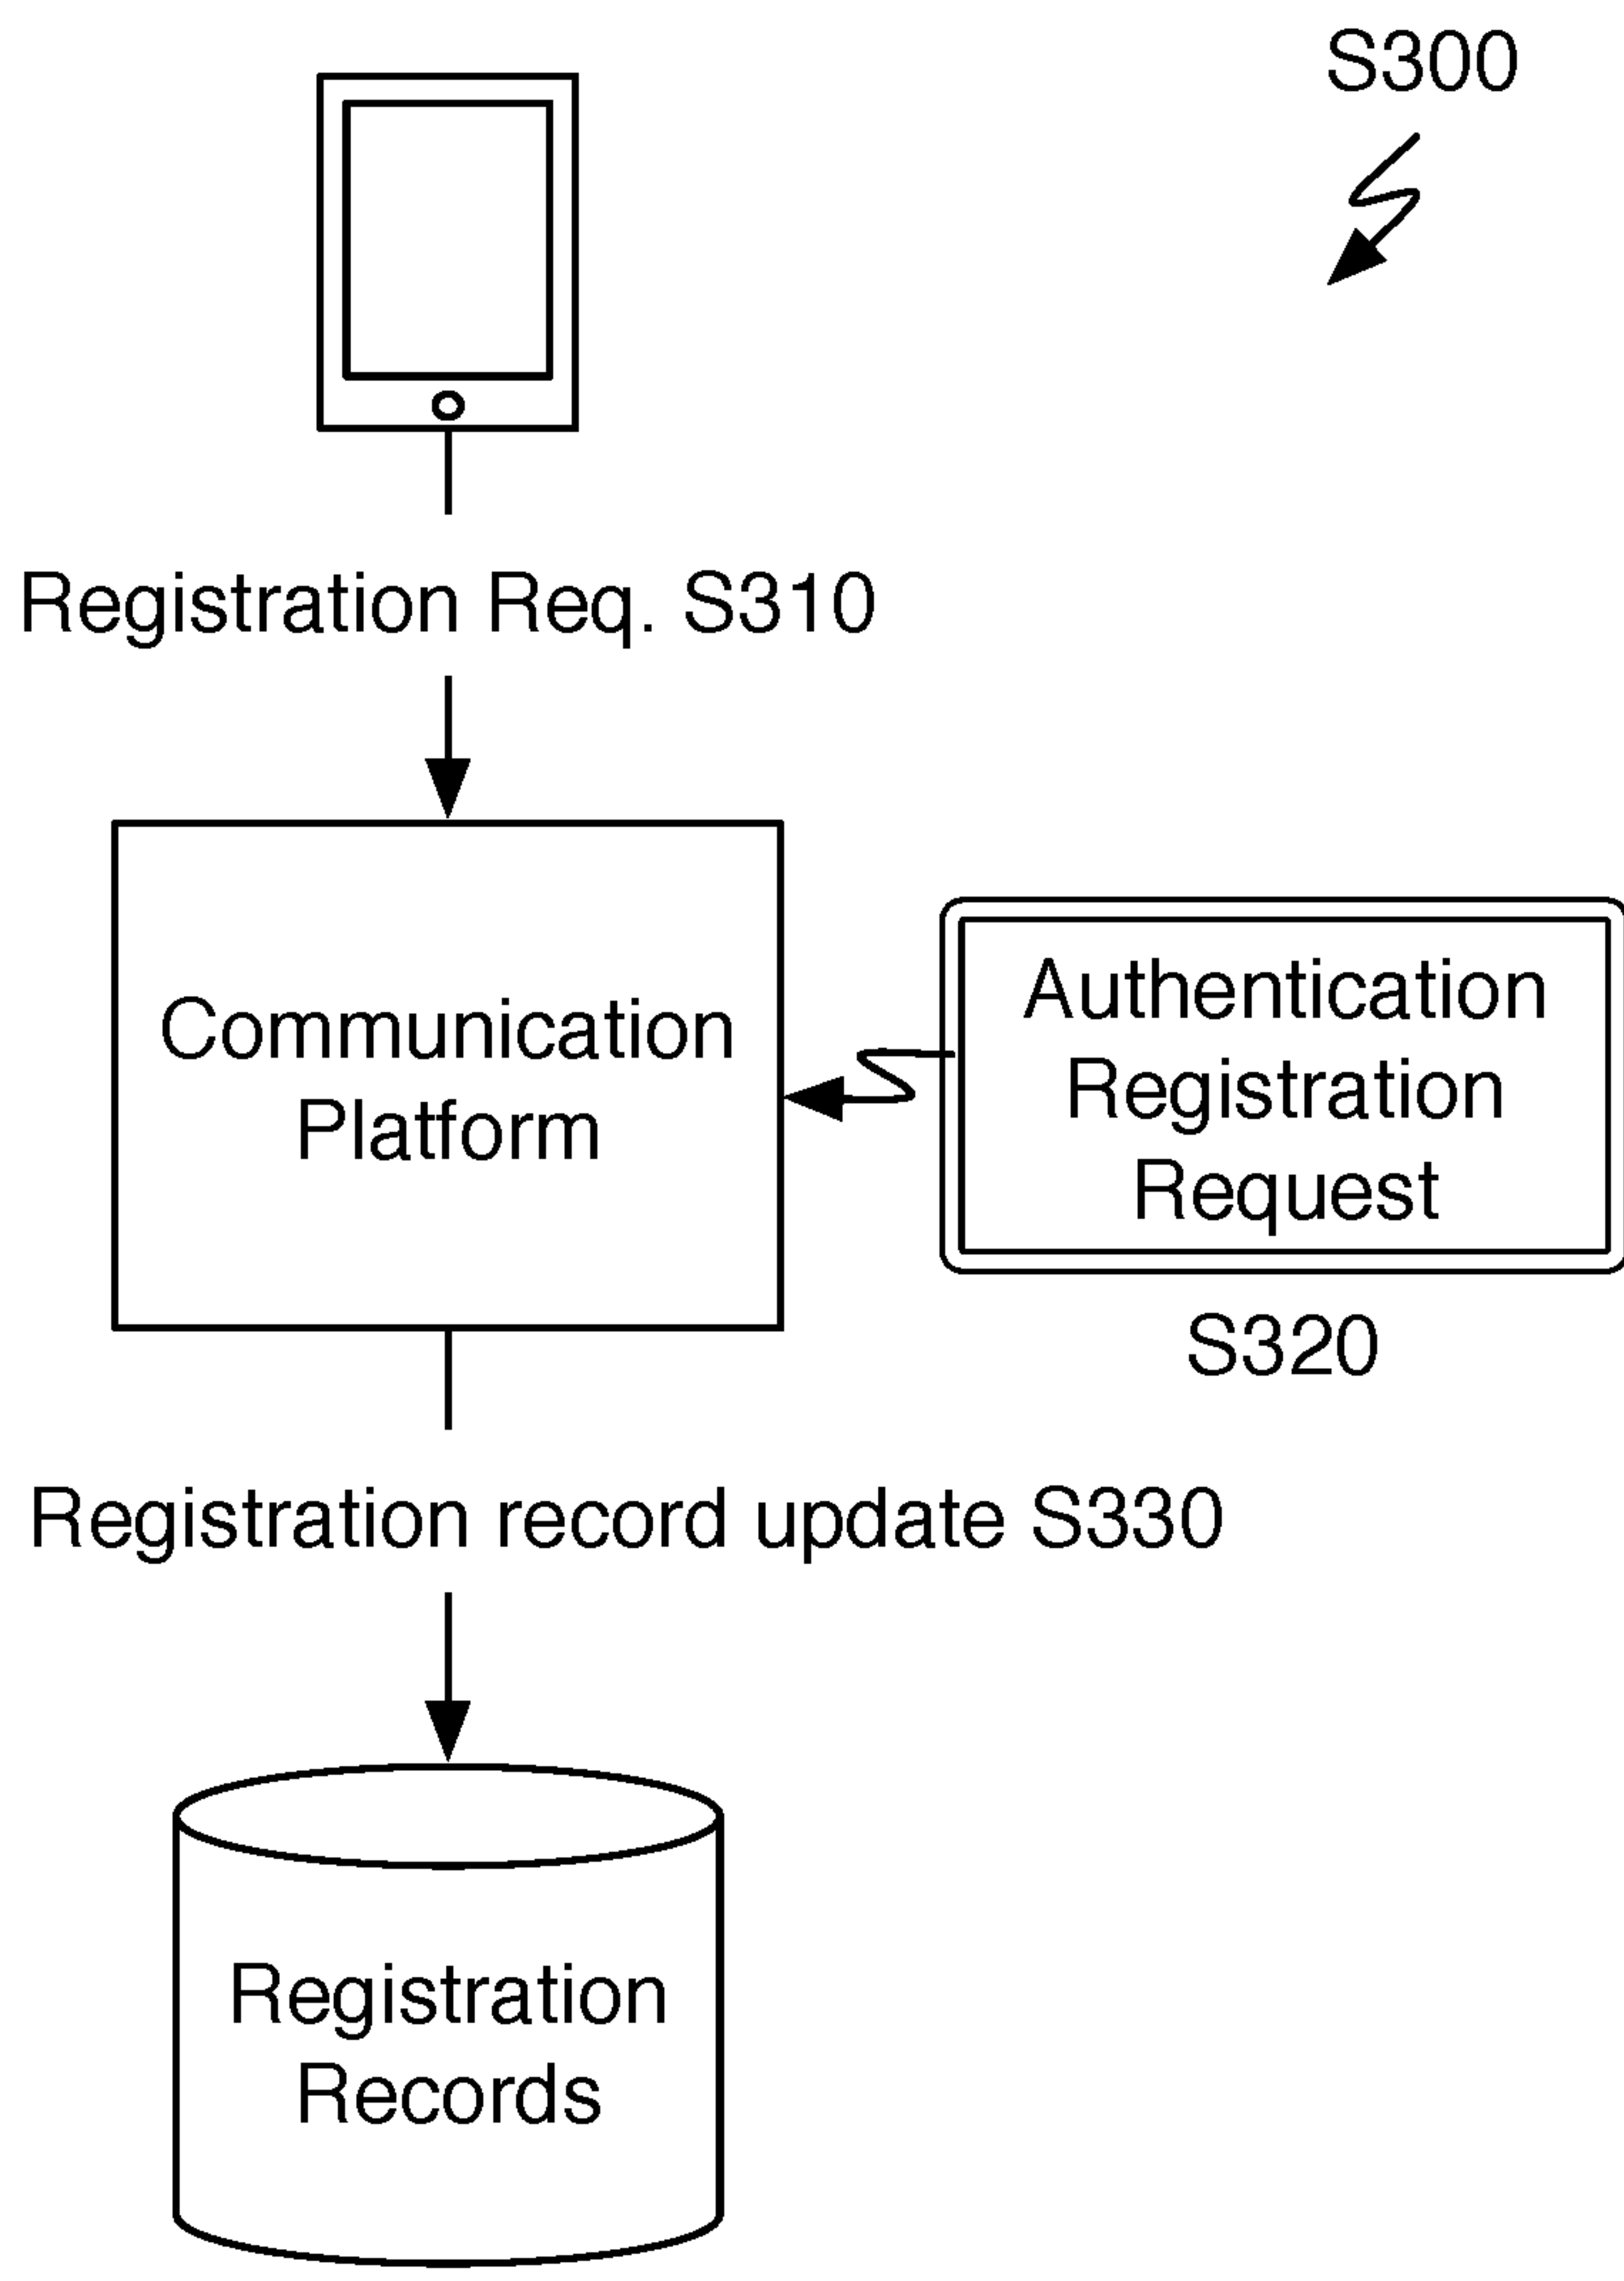 S300
Registration Req. S310
Communication
Platform
Authentication
Registration
Request
S320
Registration record update S330
Registration
Records